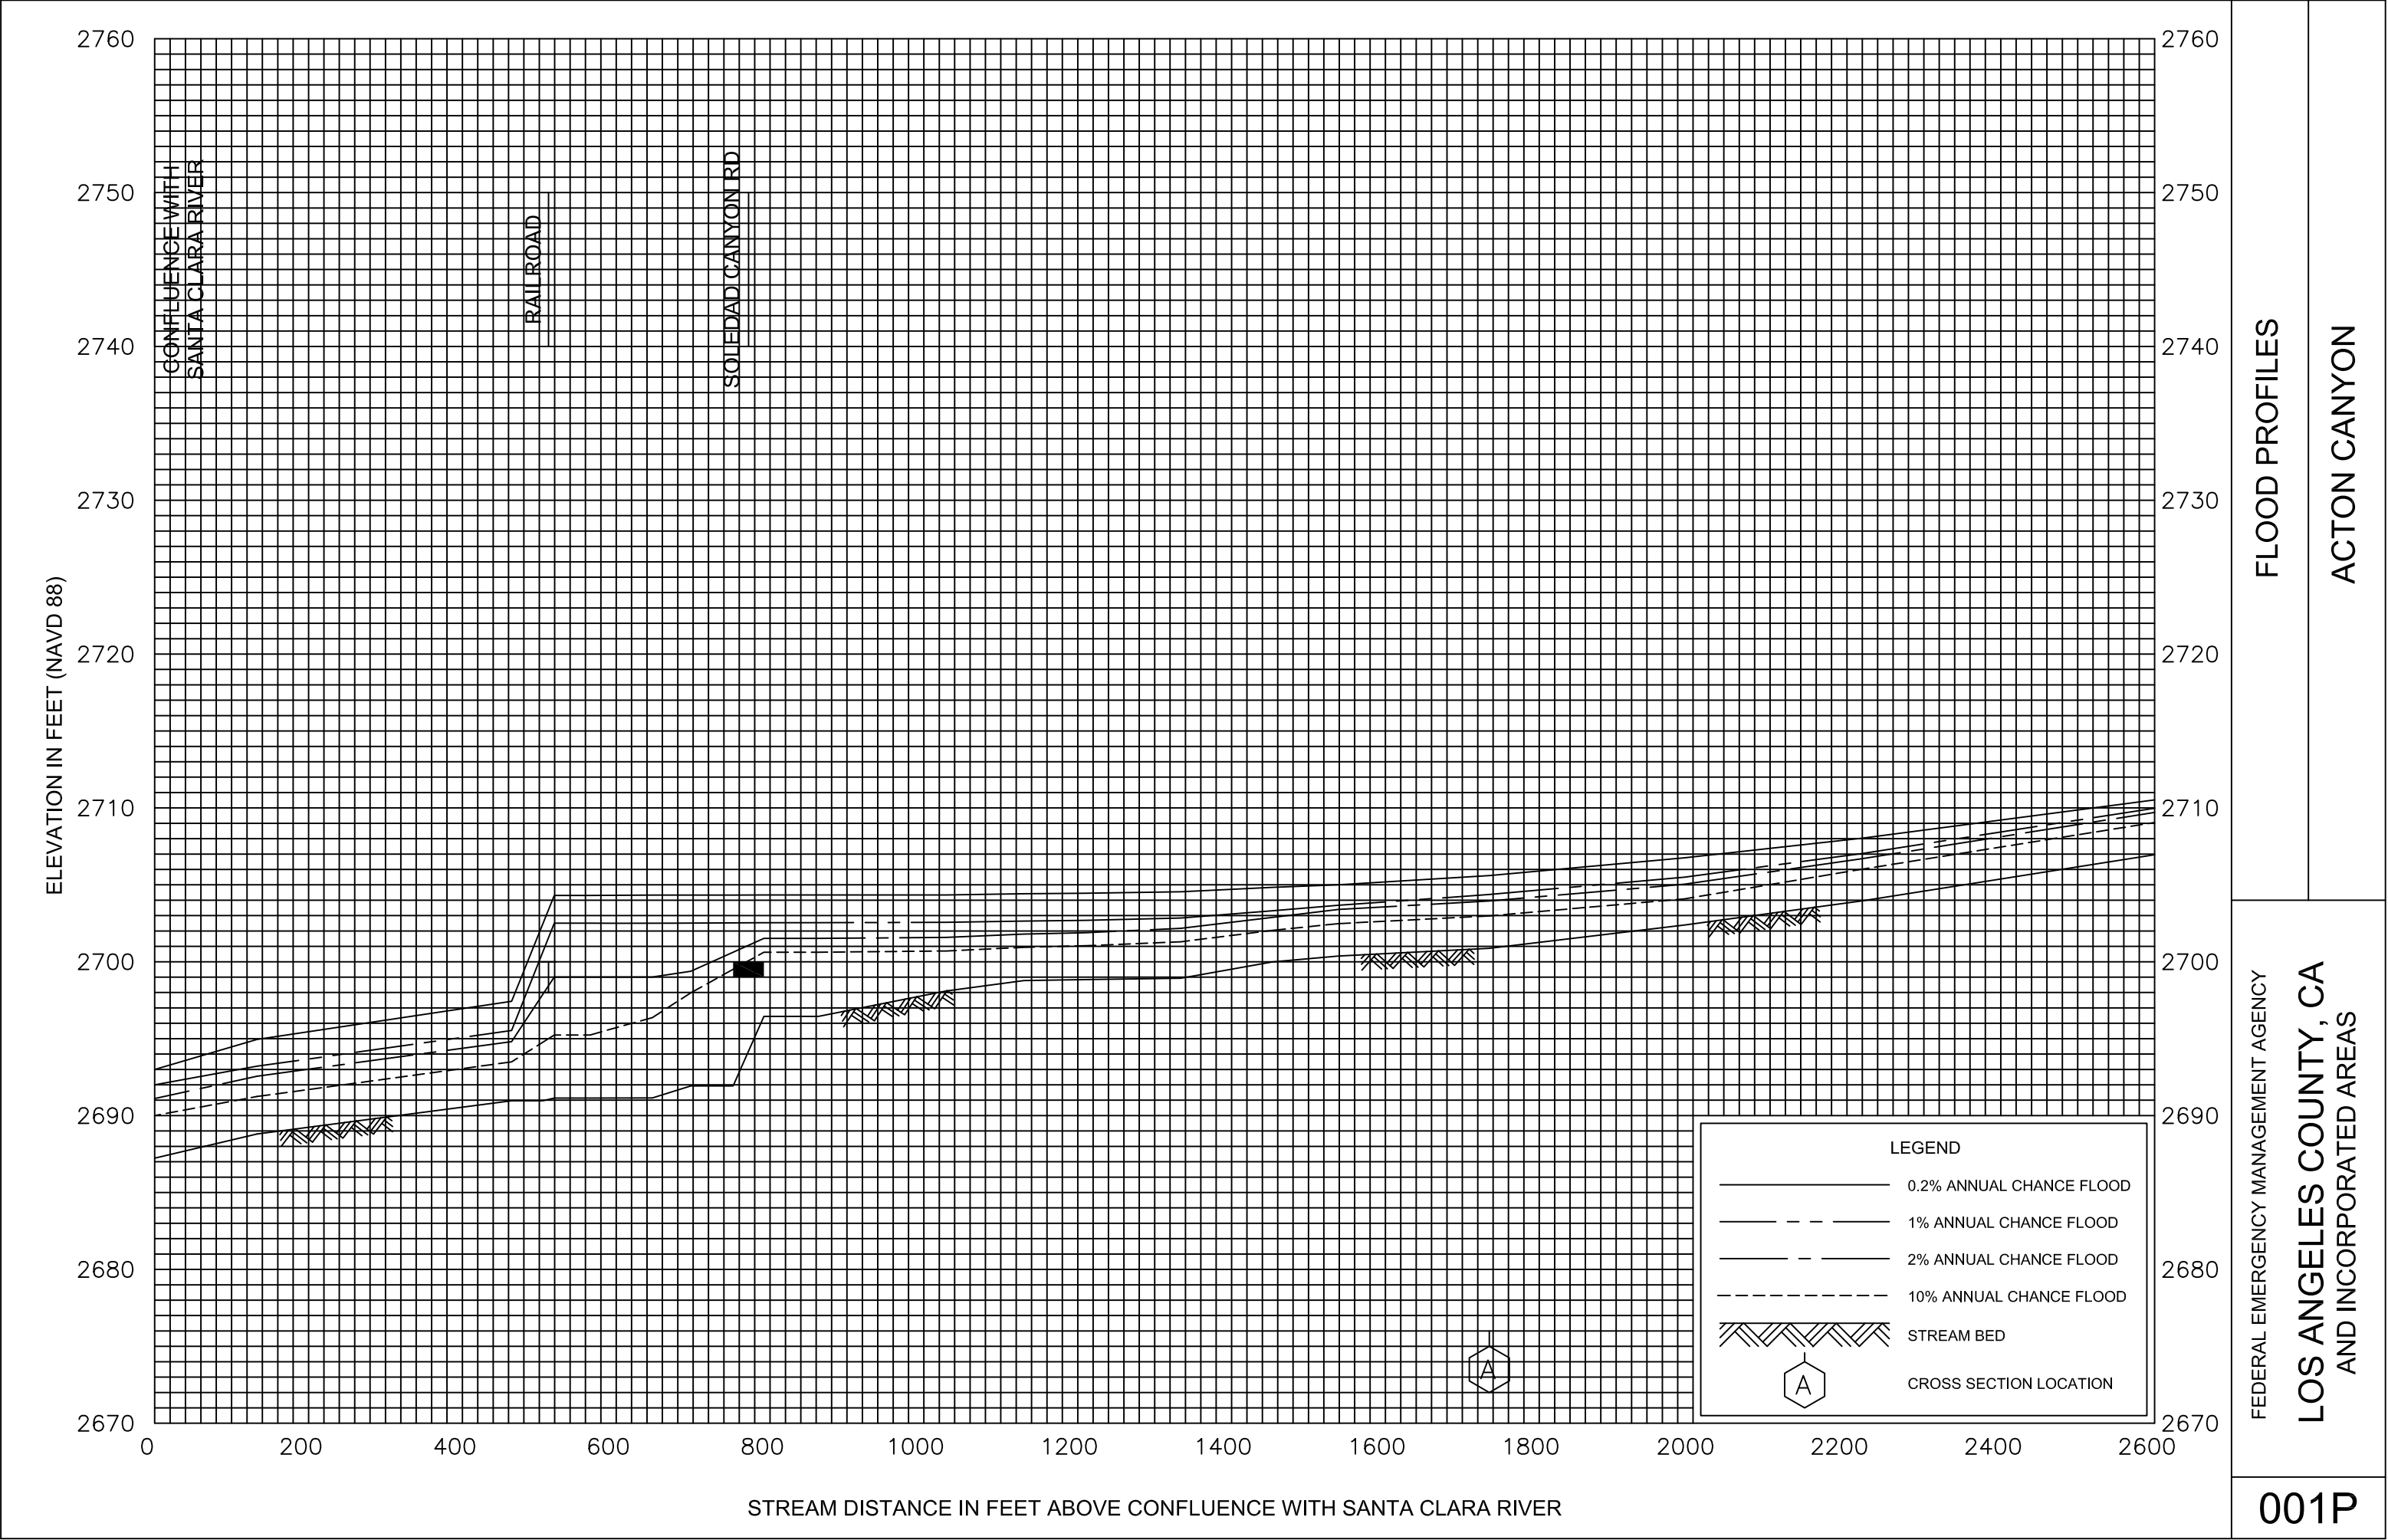 2760
2750
2740
2730
2720
2710
2700
2690
2680
2670
ELEVATION IN FEET (NAVD 88)
CONFLUENCE WITH
SANTA CLARA RIVER
RAILROAD
SOLEDAD CANYON RD
A
2760
2750
2740
2730
2720
2710
2700
2690
2680
2670
LEGEND
0.2% ANNUAL CHANCE FLOOD
1% ANNUAL CHANCE FLOOD
2% ANNUAL CHANCE FLOOD
10% ANNUAL CHANCE FLOOD
STREAM BED
A
CROSS SECTION LOCATION
0 200 400 600 800 1000 1200 1400 1600 1800 2000 2200 2400 2600
STREAM DISTANCE IN FEET ABOVE CONFLUENCE WITH SANTA CLARA RIVER
FLOOD PROFILES
ACTON CANYON
FEDERAL EMERGENCY MANAGEMENT AGENCY
LOS ANGELES COUNTY, CA
AND INCORPORATED AREAS
001P